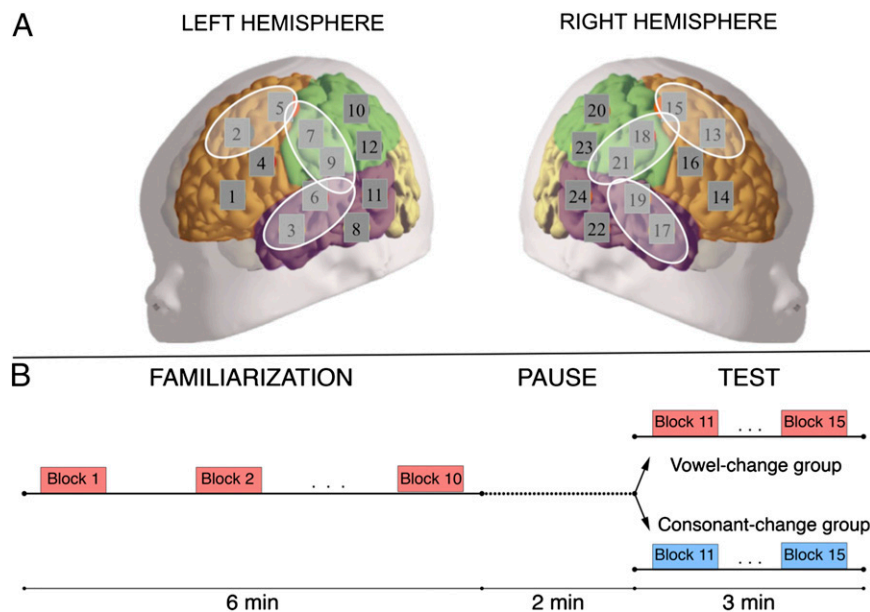 A
LEFT HEMISPHERE
RIGHT HEMISPHERE
5
10
2
7
12
4
9
1
6
11
3
8
20
15
23
18
13
21
16
24
19
14
22
17
B
FAMILIARIZATION
PAUSE
TEST
Block 11
. . .
Block 15
Vowel-change group
Block 1
Block 2
. . .
Block 10
Consonant-change group
Block 11
. . .
Block 15
6 min
2 min
3 min